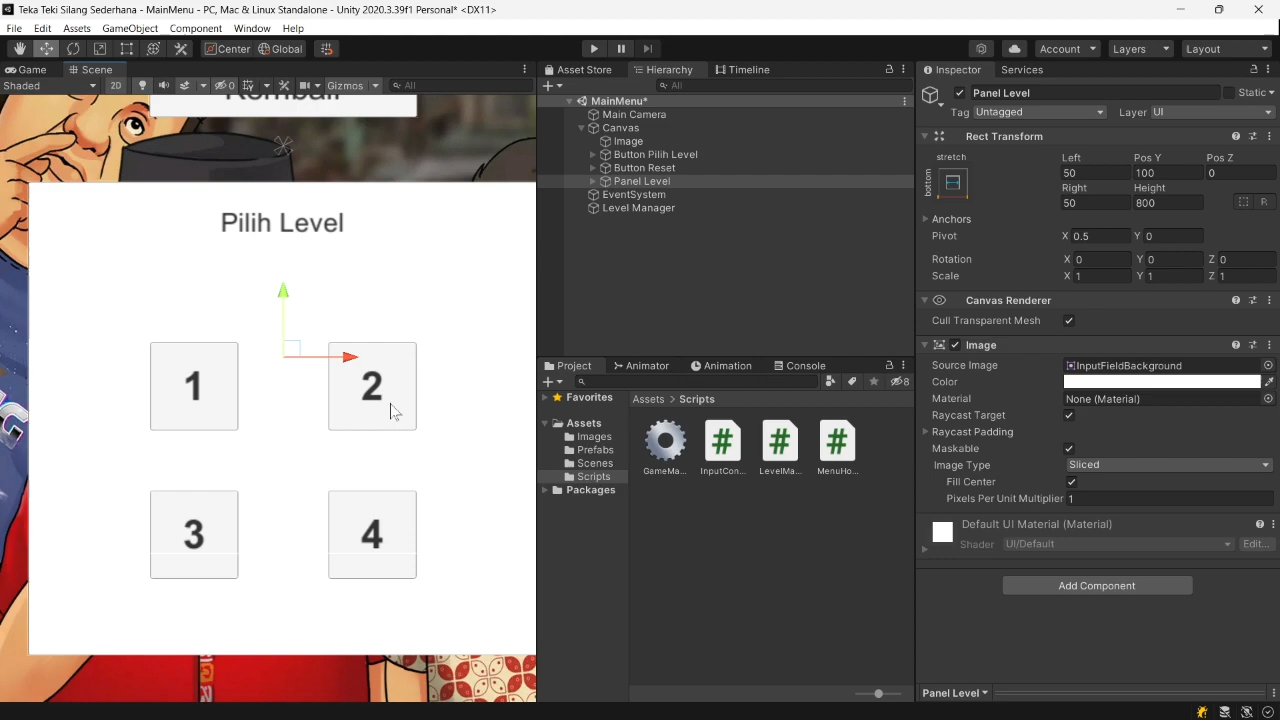 Teka Teki Silang Sederhana - MainMenu - PC, Mac & Linux Standalone - Unity 2020.3.39f1 Personal* <DX11>
File Edit Assets GameObject Component Window Help
Center Global Account Layers Layout
Game Scene
Shaded 2D 0 Gizmos All
Kembali
Pilih Level
1 2
3 4
Asset Store Hierarchy Timeline
All
MainMenu*
Main Camera
Canvas
Image
Button Pilih Level
Button Reset
Panel Level
EventSystem
Level Manager
Project Animator Animation Console
8
Favorites
Assets
Images
Prefabs
Scenes
Scripts
Packages
Assets > Scripts
GameMa... InputCon... LevelMa... MenuHo...
Inspector Services
Panel Level Static
Tag Untagged Layer UI
Rect Transform
stretch Left Pos Y Pos Z
bottom 50 100 0
Right Height
50 800 R
Anchors
Pivot X 0.5 Y 0
Rotation X 0 Y 0 Z 0
Scale X 1 Y 1 Z 1
Canvas Renderer
Cull Transparent Mesh
Image
Source Image InputFieldBackground
Color
Material None (Material)
Raycast Target
Raycast Padding
Maskable
Image Type Sliced
Fill Center
Pixels Per Unit Multiplier 1
Default UI Material (Material)
Shader UI/Default Edit...
Add Component
Panel Level